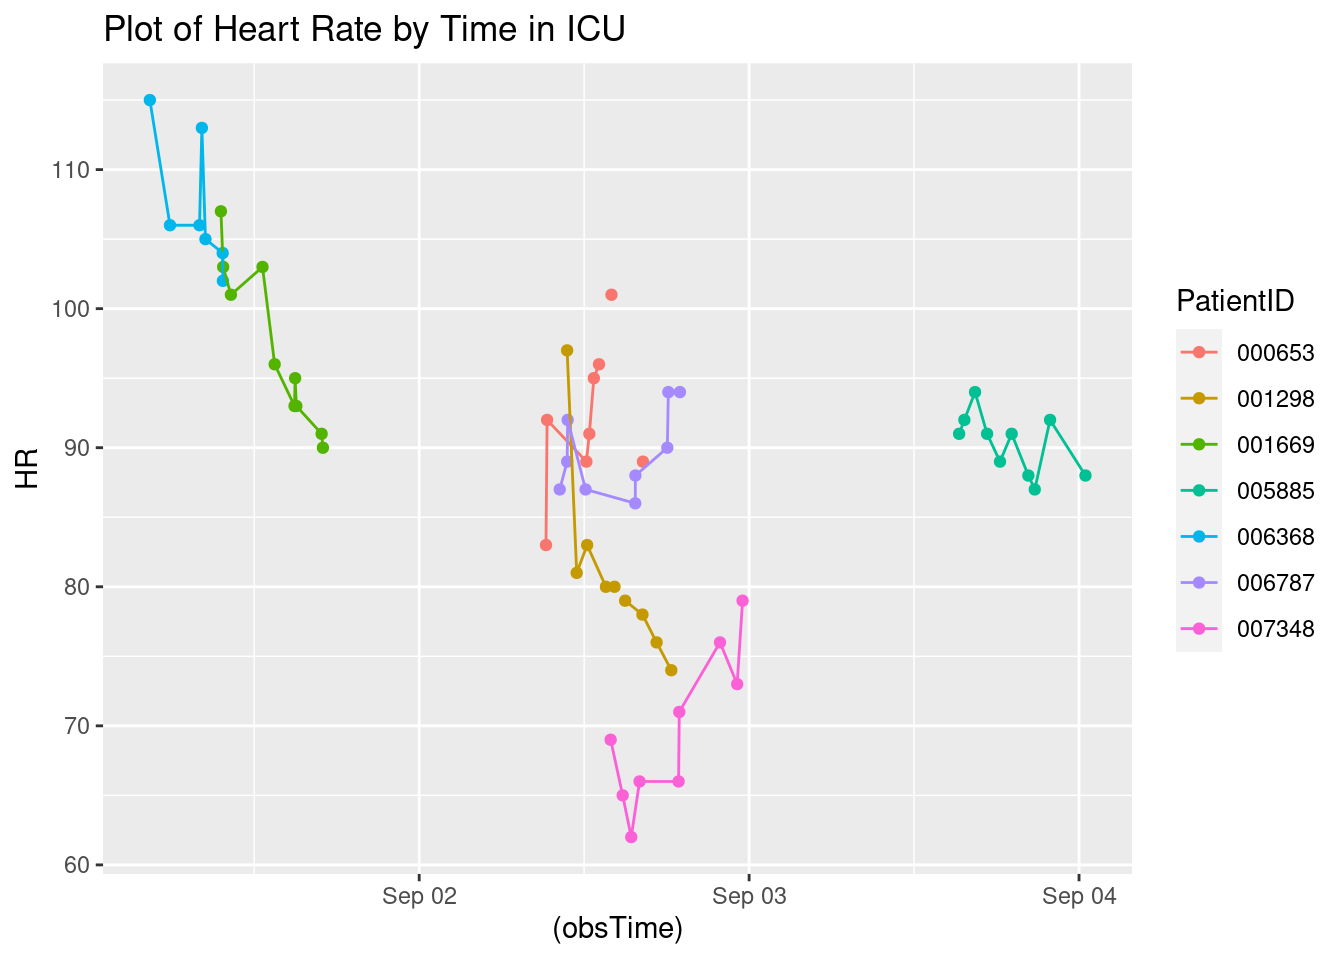 Plot of Heart Rate by Time in ICU
HR
110
100
90
80
70
60
Sep 02
Sep 03
Sep 04
(obsTime)
PatientID
000653
001298
001669
005885
006368
006787
007348